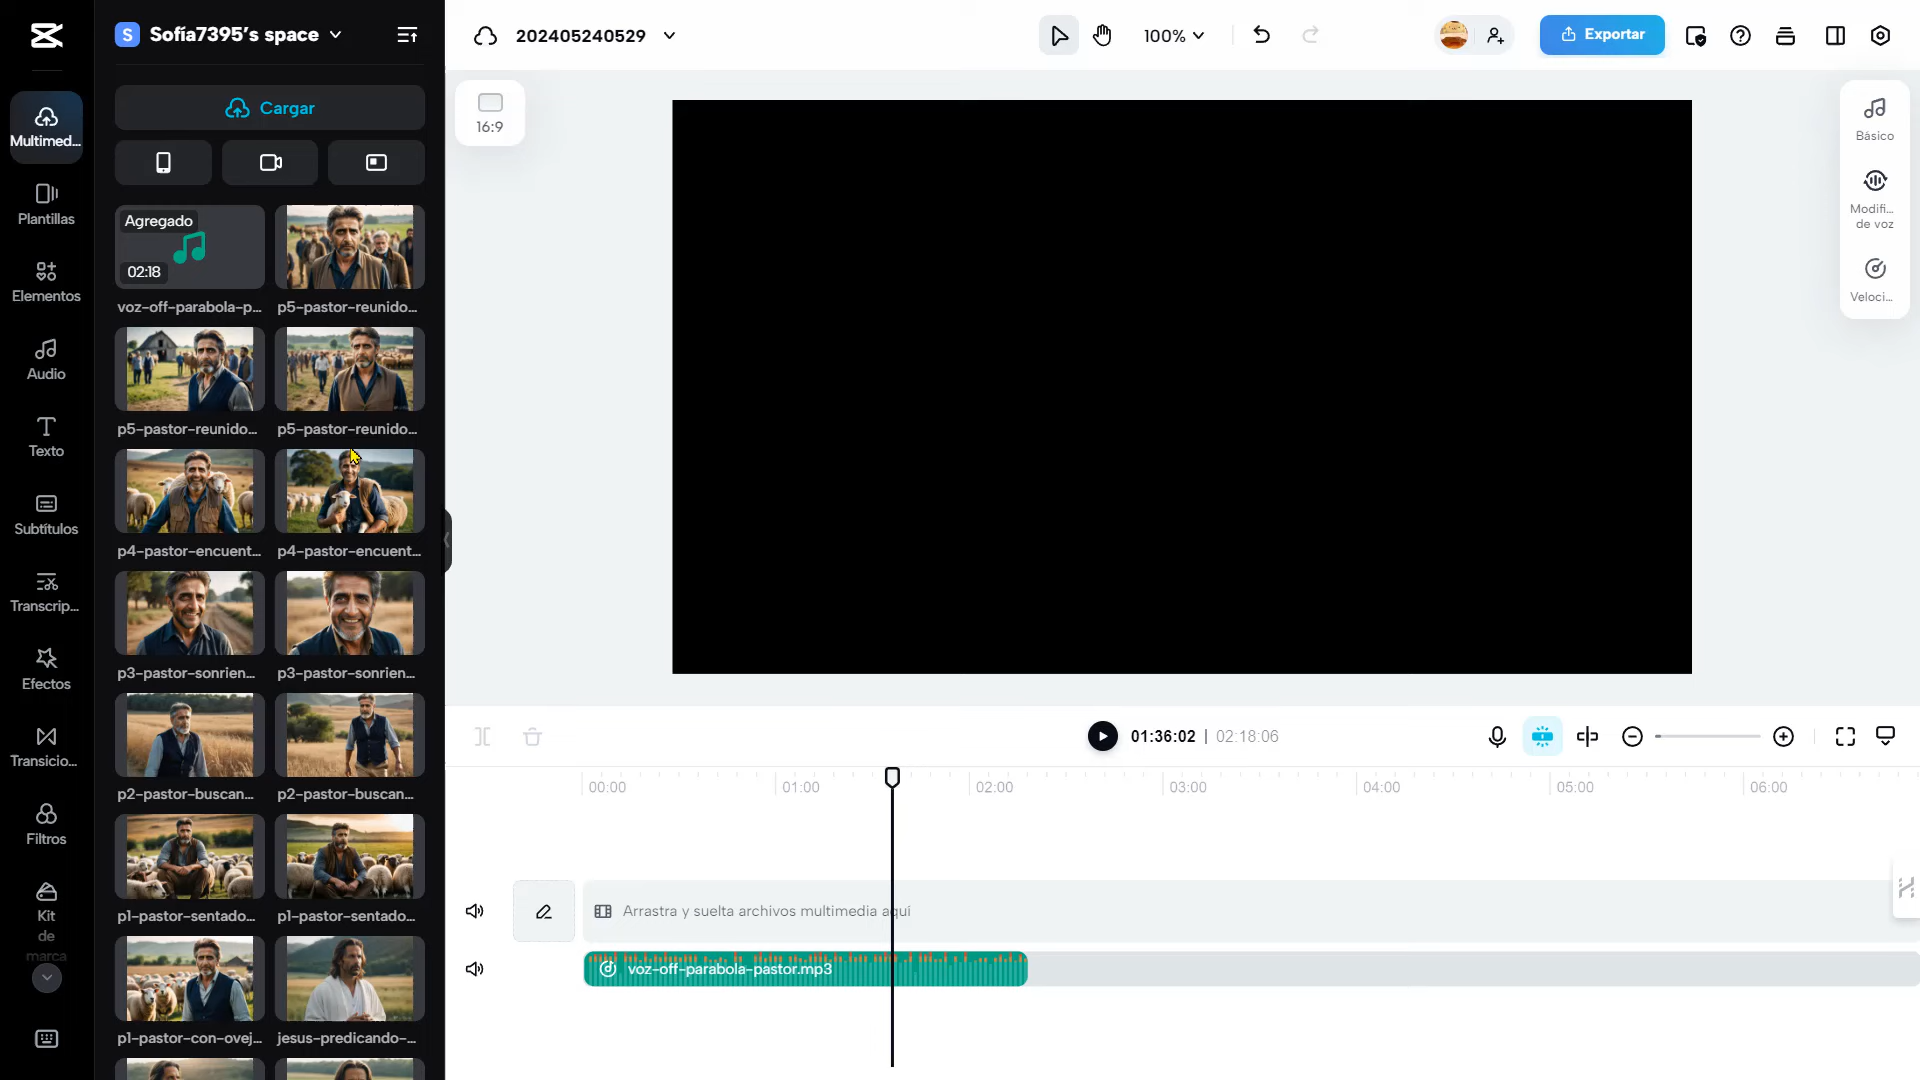 S Sofía7395's space
202405240529
100%
Exportar
Multimed...
Plantillas
Elementos
Audio
Texto
Subtítulos
Transcrip...
Efectos
Transicio...
Filtros
Kit
de
marca
Cargar
Agregado
02:18
voz-off-parabola-p...
p5-pastor-reunido...
p5-pastor-reunido...
p5-pastor-reunido...
p4-pastor-encuent...
p4-pastor-encuent...
p3-pastor-sonrien...
p3-pastor-sonrien...
p2-pastor-buscan...
p2-pastor-buscan...
p1-pastor-sentado...
p1-pastor-sentado...
p1-pastor-con-ovej...
jesus-predicando-...
16:9
Básico
Modifi...
de voz
Veloci...
01:36:02 | 02:18:06
00:00
01:00
02:00
03:00
04:00
05:00
06:00
Arrastra y suelta archivos multimedia aquí
voz-off-parabola-pastor.mp3